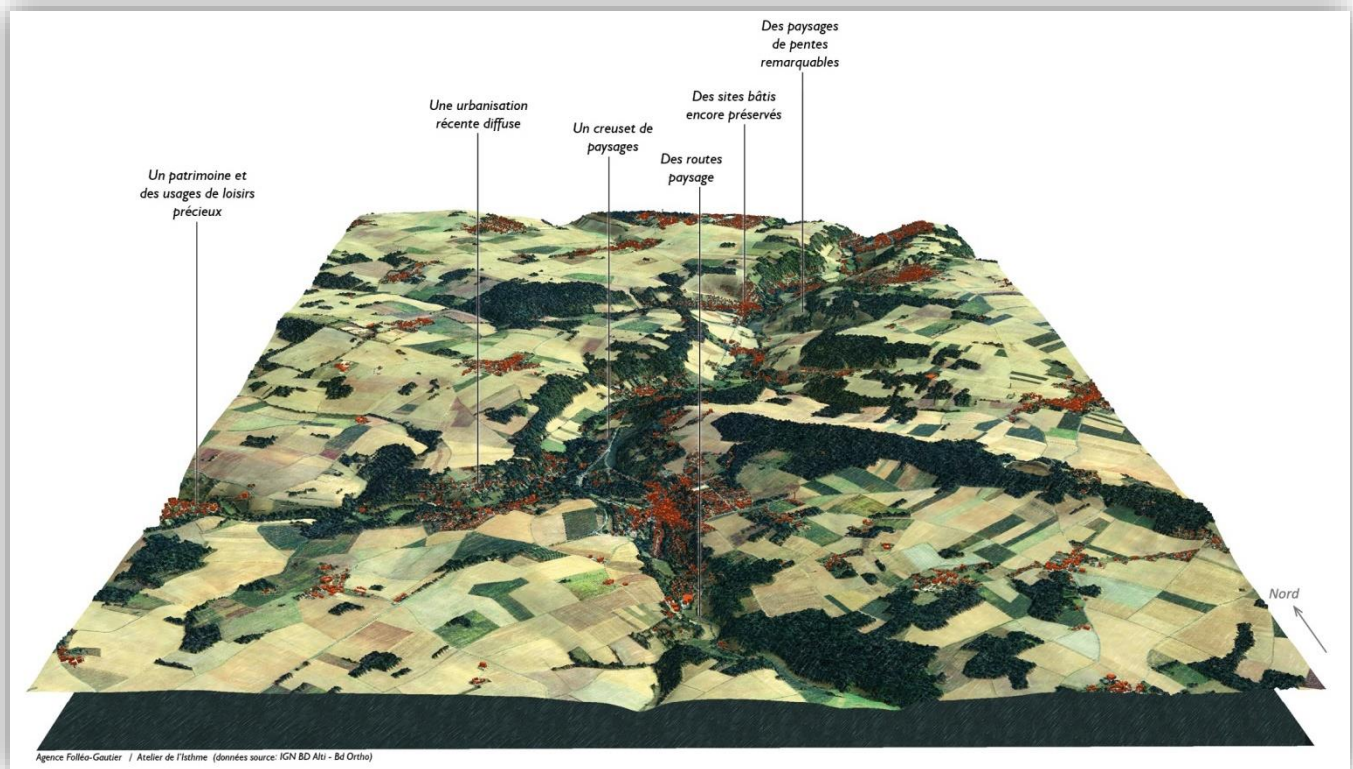 Des paysages
de pentes
remarquables
Des sites bâtis
encore préservés
Une urbanisation
récente diffuse
Un creuset de
paysages
Des routes
paysage
Un patrimoine et
des usages de loisirs
précieux
Nord
Agence Folléa-Gautier / Atelier de l'Isthme (données source: IGN BD Alti - Bd Ortho)